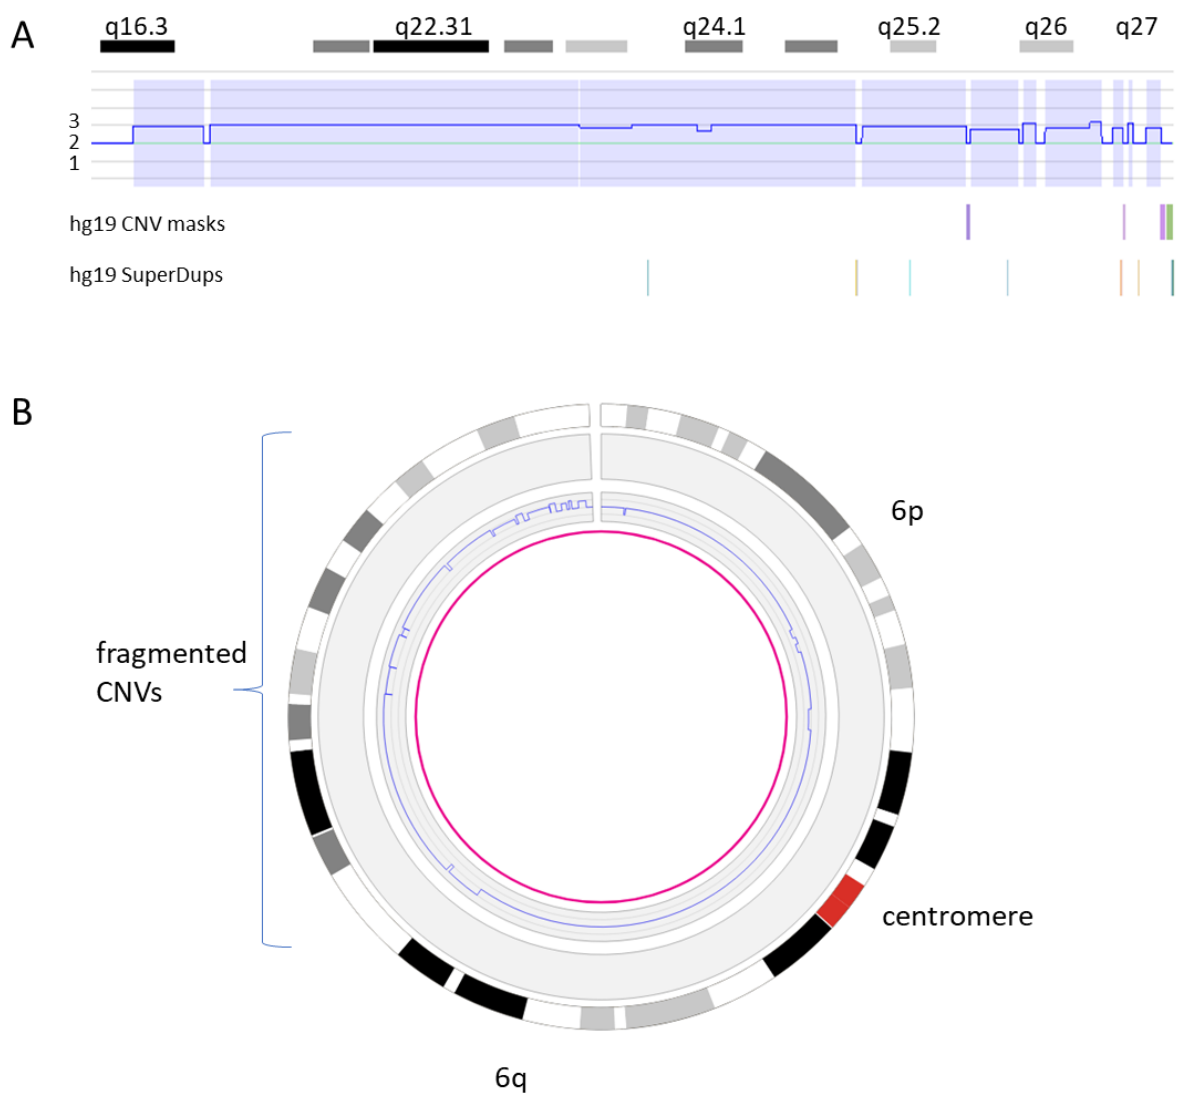 A
q16.3 q22.31 q24.1 q25.2 q26 q27
3
2
1
hg19 CNV masks
hg19 SuperDups
B
6p
fragmented
CNVs
centromere
6q